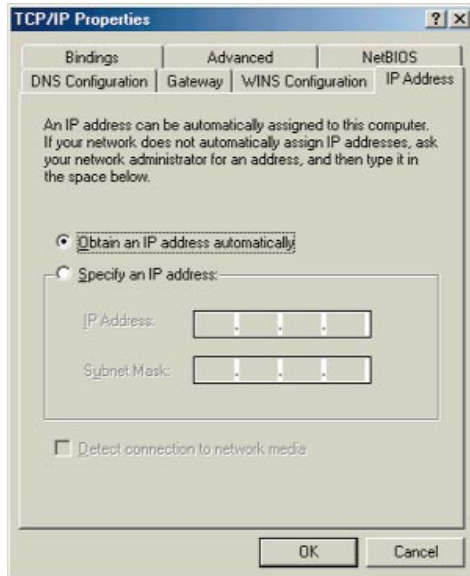 TCP/IP Properties
Bindings Advanced NetBIOS
DNS Configuration Gateway WINS Configuration IP Address
An IP address can be automatically assigned to this computer.
If your network does not automatically assign IP addresses, ask
your network administrator for an address, and then type it in
the space below.
Obtain an IP address automatically
Specify an IP address:
IP Address:
Subnet Mask:
Detect connection to network media
OK Cancel